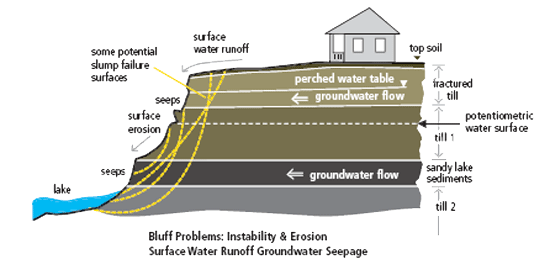 surface
water runoff
some potential
slump failure
surfaces
top soil
perched water table
fractured
till
groundwater flow
seeps
surface
erosion
potentiometric
water surface
till 1
seeps
groundwater flow
sandy lake
sediments
lake
till 2
Bluff Problems: Instability & Erosion
Surface Water Runoff Groundwater Seepage